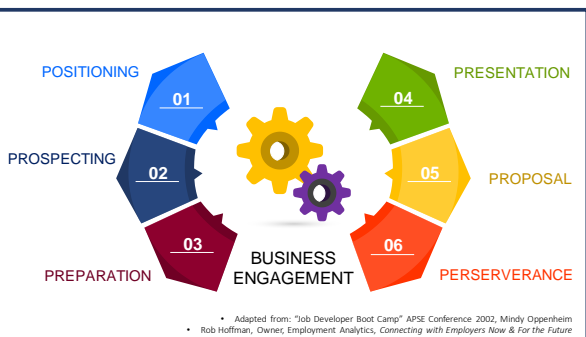 POSITIONING
01
PROSPECTING
02
PREPARATION
03
BUSINESS
ENGAGEMENT
PRESENTATION
04
PROPOSAL
05
PERSERVERANCE
06
• Adapted from: “Job Developer Boot Camp” APSE Conference 2002, Mindy Oppenheim
• Rob Hoffman, Owner, Employment Analytics, Connecting with Employers Now & For the Future